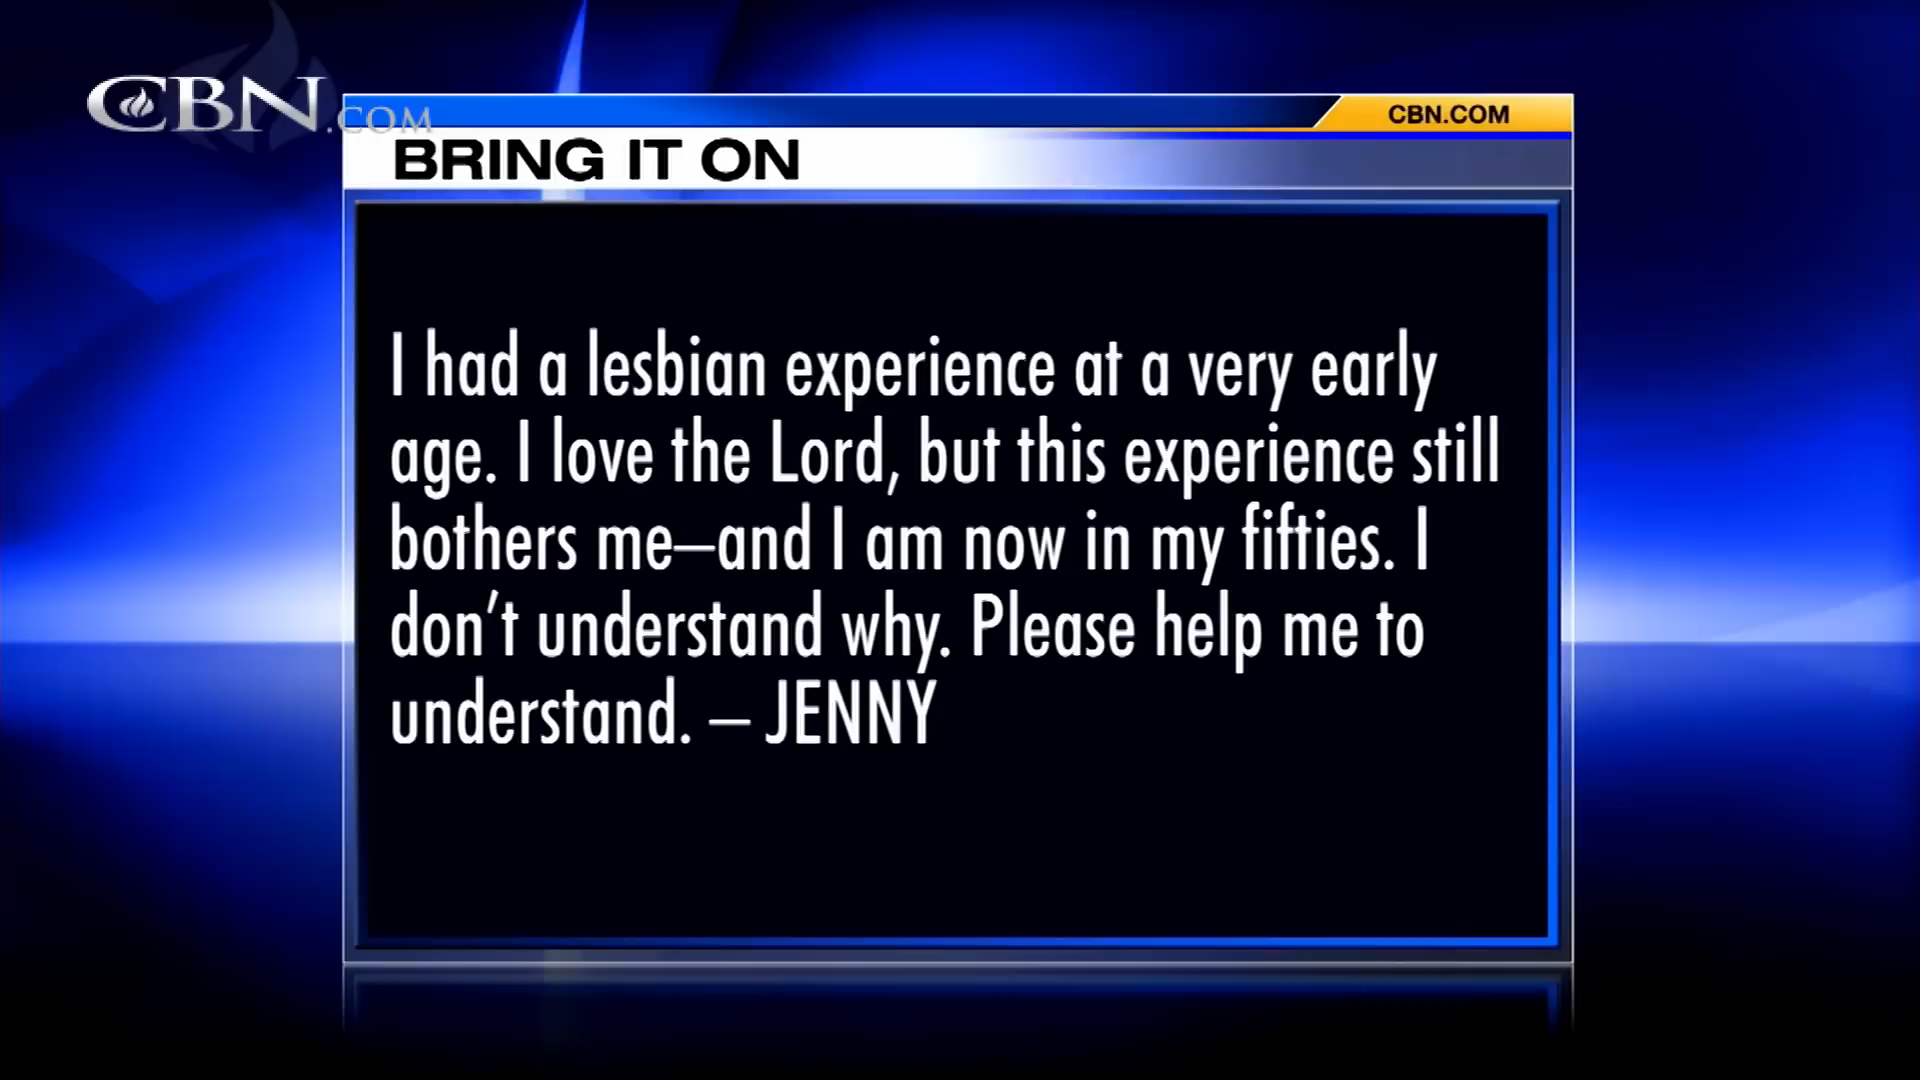 CBN.COM
CBN.COM
BRING IT ON
I had a lesbian experience at a very early
age. I love the Lord, but this experience still
bothers me–and I am now in my fifties. I
don’t understand why. Please help me to
understand. – JENNY